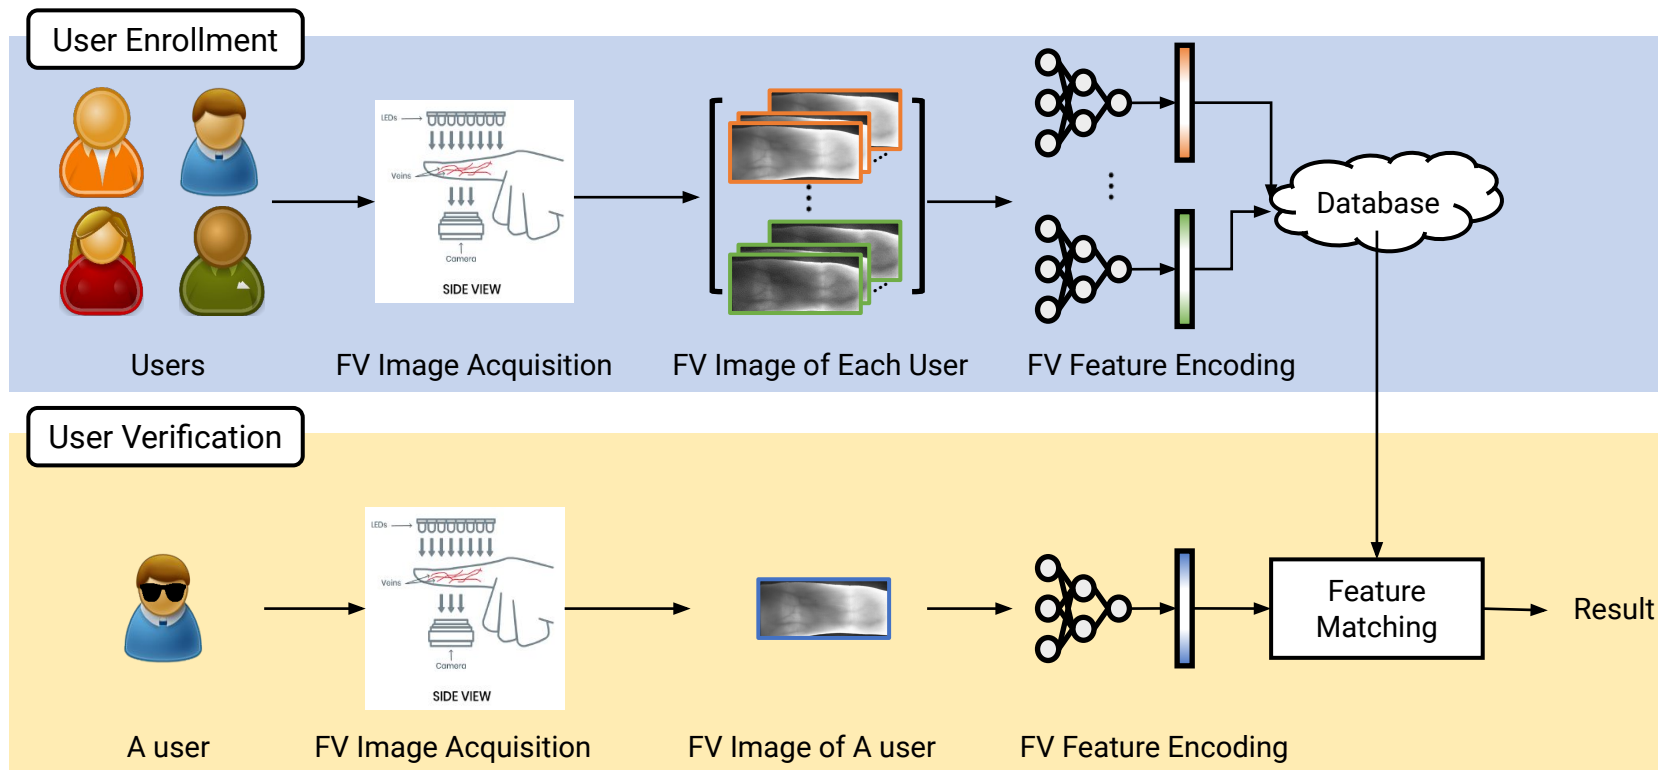 User Enrollment
LEDs
Veins
Camera
SIDE VIEW
Database
Users
FV Image Acquisition
FV Image of Each User
FV Feature Encoding
User Verification
LEDs
Veins
Camera
SIDE VIEW
Feature
Matching
Result
A user
FV Image Acquisition
FV Image of A user
FV Feature Encoding